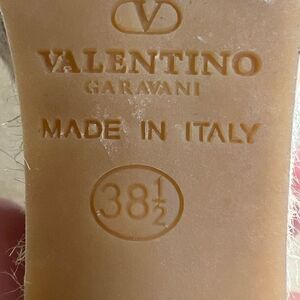 V
VALENTINO
GARAVANI
MADE IN ITALY
38½